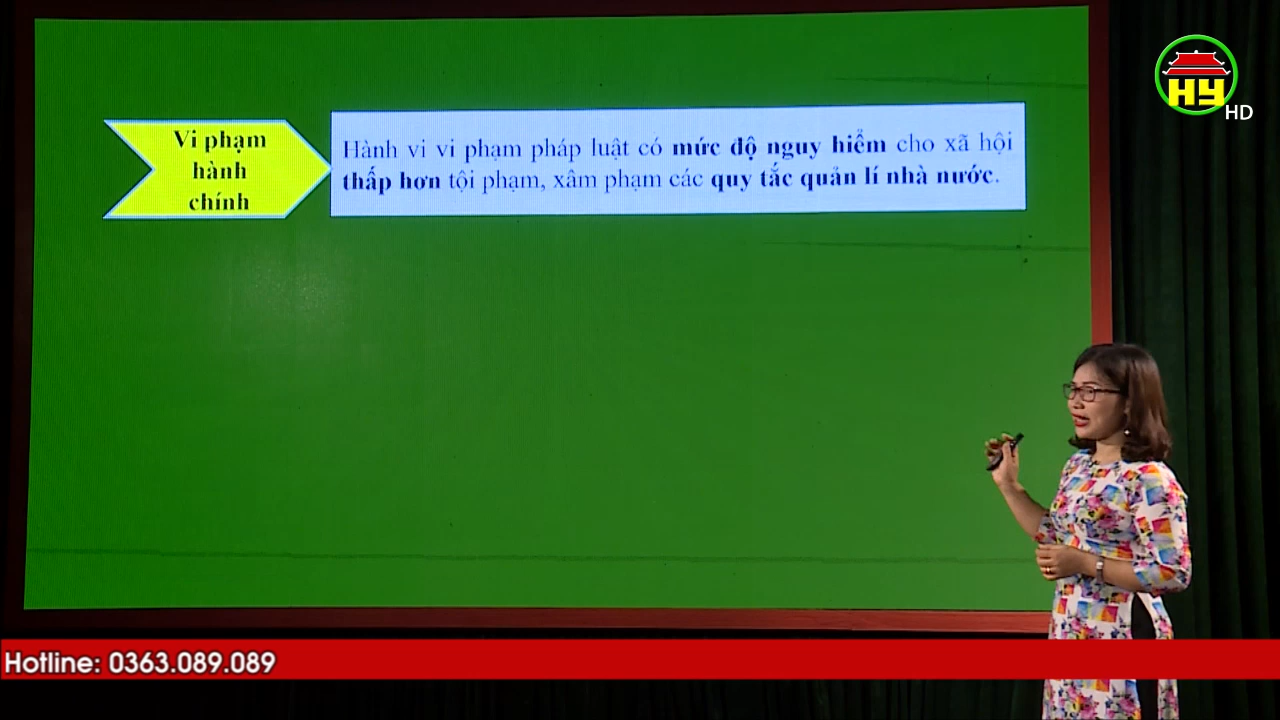 HY
HD
Vi phạm
hành
chính
Hành vi vi phạm pháp luật có mức độ nguy hiểm cho xã hội
thấp hơn tội phạm, xâm phạm các quy tắc quản lí nhà nước.
Hotline: 0363.089.089